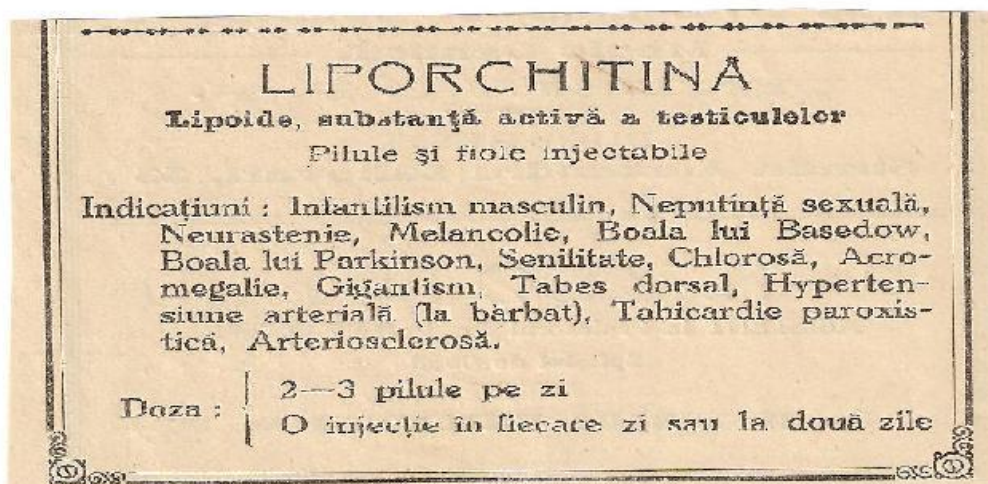 LIPORCHITINĂ
Lipoide, substanţă activă a testiculelor
Pilule şi fiole injectabile
Indicaţiuni : Infantilism masculin, Neputinţă sexuală,
Neurastenie, Melancolie, Boala lui Basedow,
Boala lui Parkinson, Senilitate, Chlorosă, Acro-
megalie, Gigantism, Tabes dorsal, Hyperten-
siune arterială (la bărbat), Tahicardie paroxis-
tică, Arteriosclerosă.
Doza :
2—3 pilule pe zi
O injecţie în fiecare zi sau la două zile